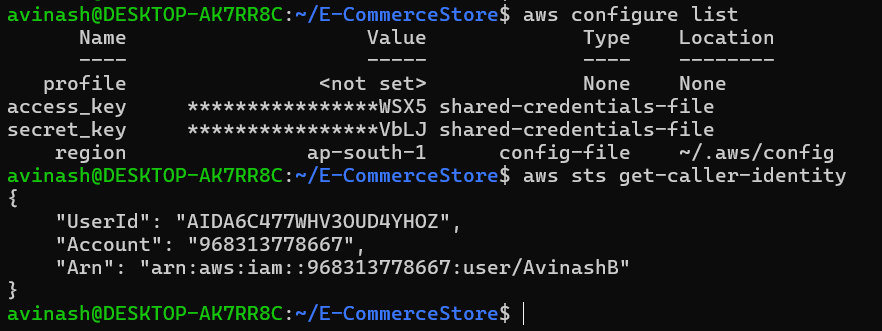 avinash@DESKTOP-AK7RR8C:~/E-CommerceStore$ aws configure list
      Name                    Value             Type    Location
      ----                    -----             ----    --------
   profile                <not set>             None    None
access_key     ****************WSX5 shared-credentials-file
secret_key     ****************VbLJ shared-credentials-file
    region               ap-south-1      config-file    ~/.aws/config
avinash@DESKTOP-AK7RR8C:~/E-CommerceStore$ aws sts get-caller-identity
{
    "UserId": "AIDA6C477WHV3OUD4YHOZ",
    "Account": "968313778667",
    "Arn": "arn:aws:iam::968313778667:user/AvinashB"
}
avinash@DESKTOP-AK7RR8C:~/E-CommerceStore$